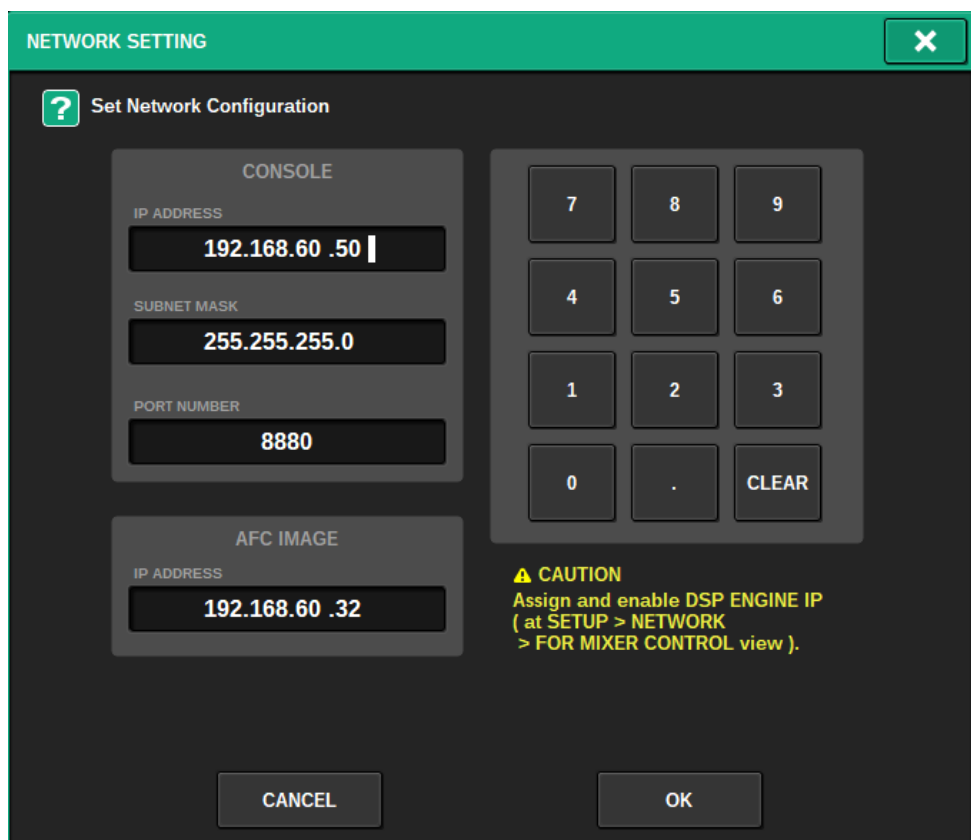 NETWORK SETTING
?
Set Network Configuration
CONSOLE
IP ADDRESS
192.168.60 .50
SUBNET MASK
255.255.255.0
PORT NUMBER
8880
AFC IMAGE
IP ADDRESS
192.168.60 .32
7 8 9
4 5 6
1 2 3
0 . CLEAR
CAUTION
Assign and enable DSP ENGINE IP
( at SETUP > NETWORK
> FOR MIXER CONTROL view ).
CANCEL
OK